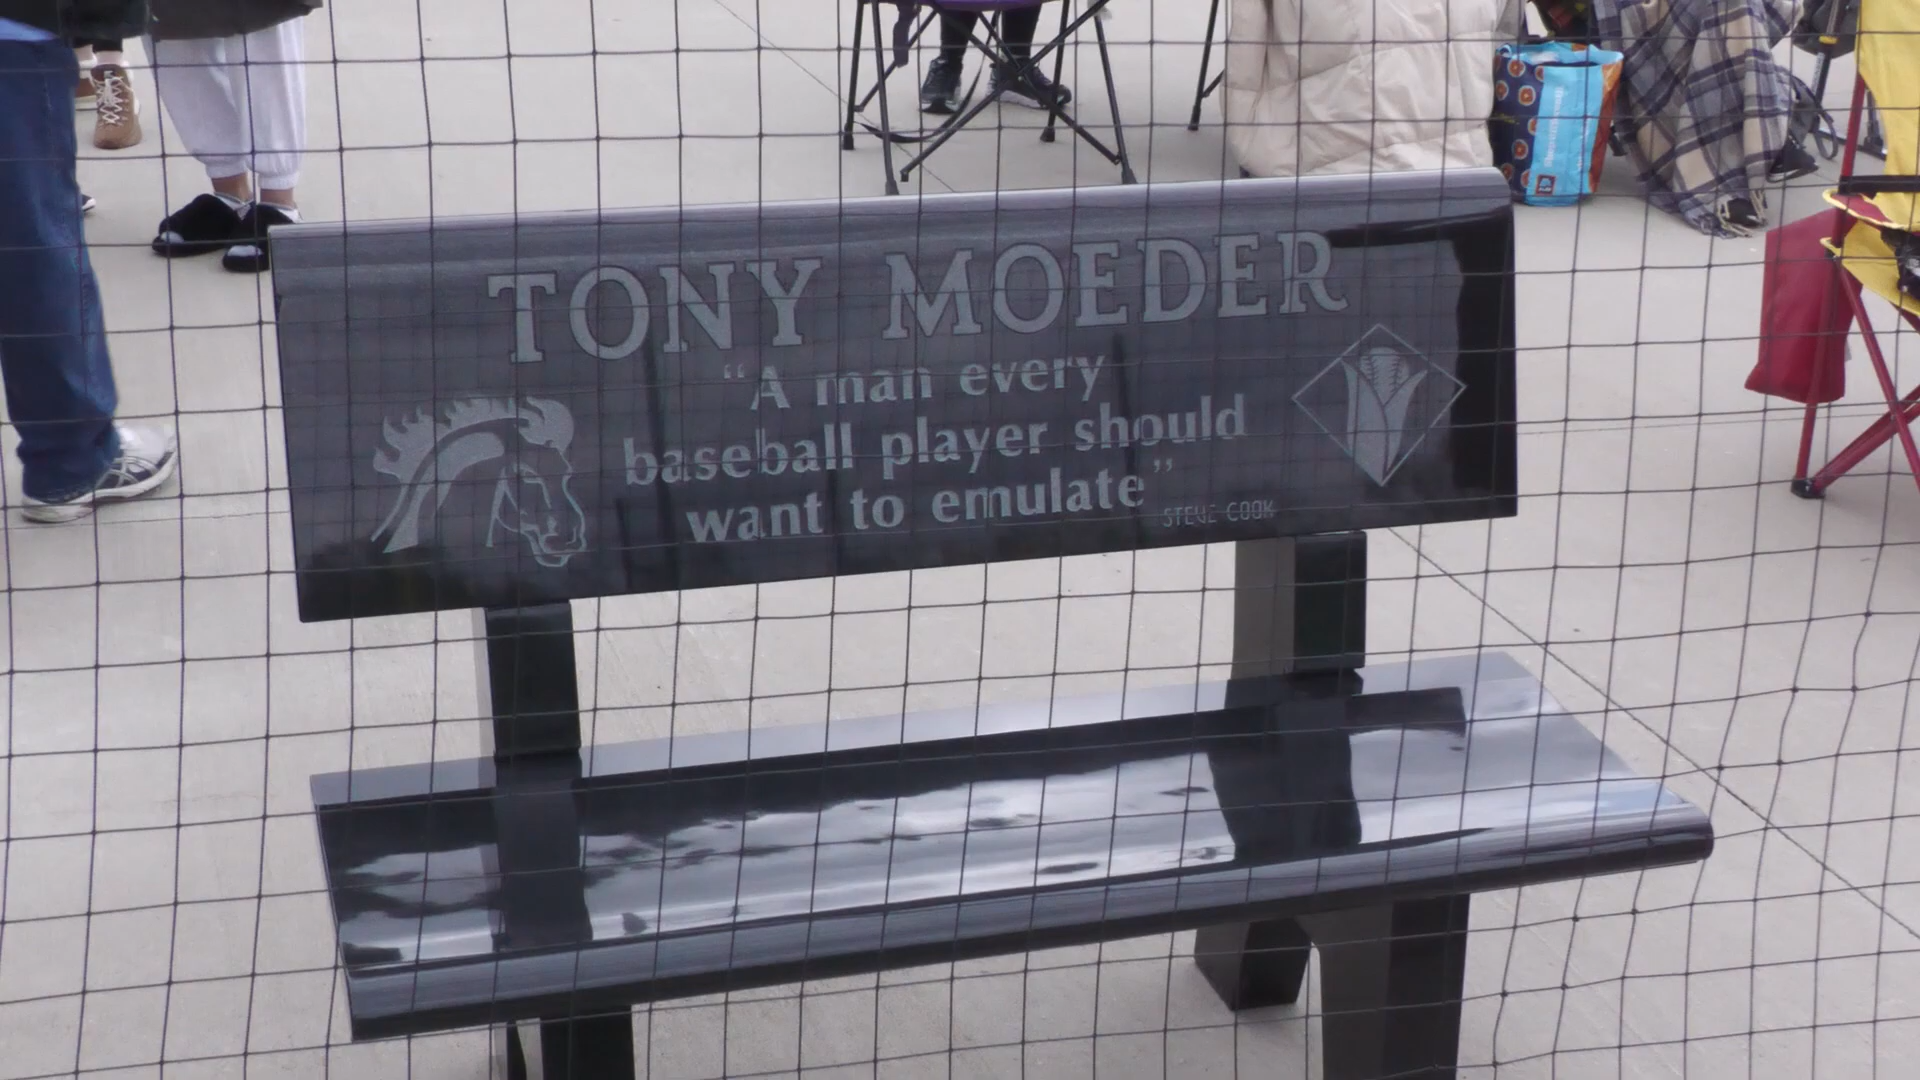 TONY MOEDER
“A man every
baseball player should
want to emulate”
STEVE COOK